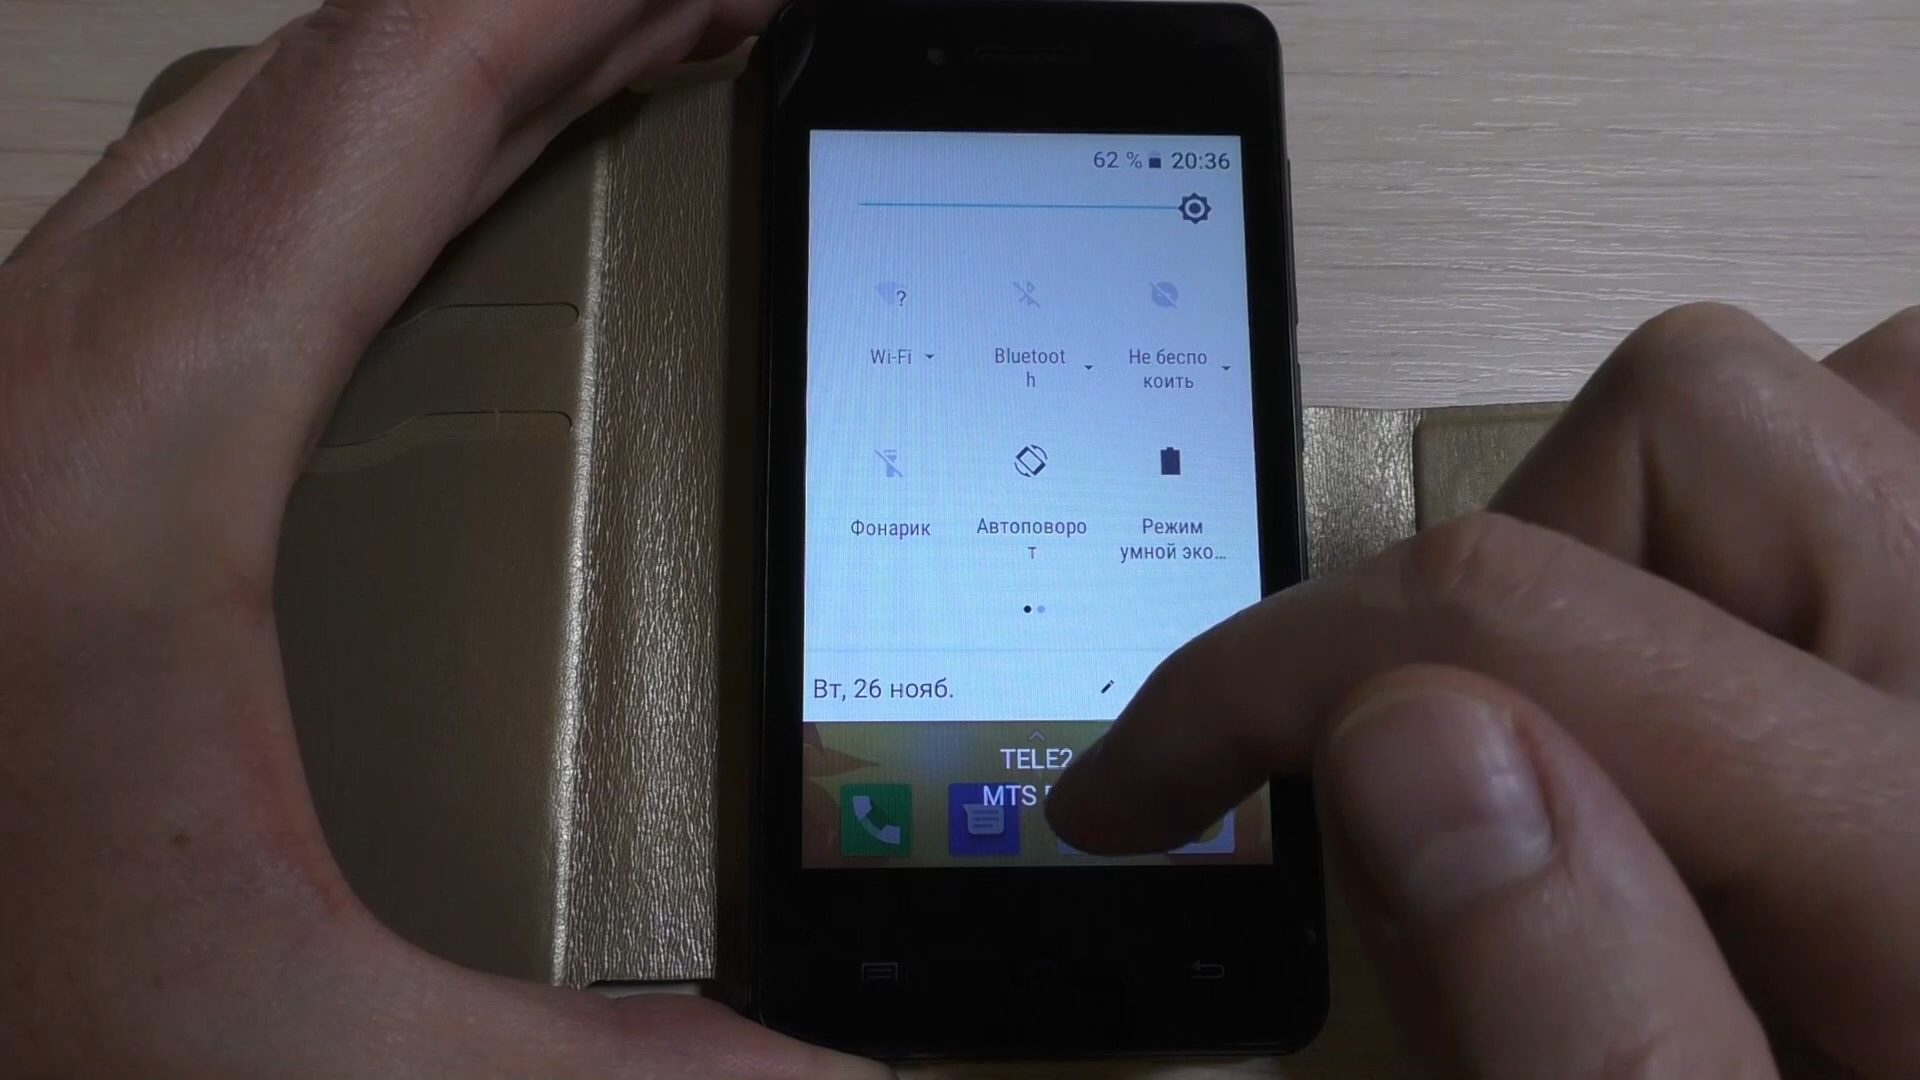 62 % 20:36
?
Wi-Fi
Bluetoot
h
Не беспо
коить
Фонарик
Автоповоро
т
Режим
умной эко...
Вт, 26 нояб.
TELE2
MTS